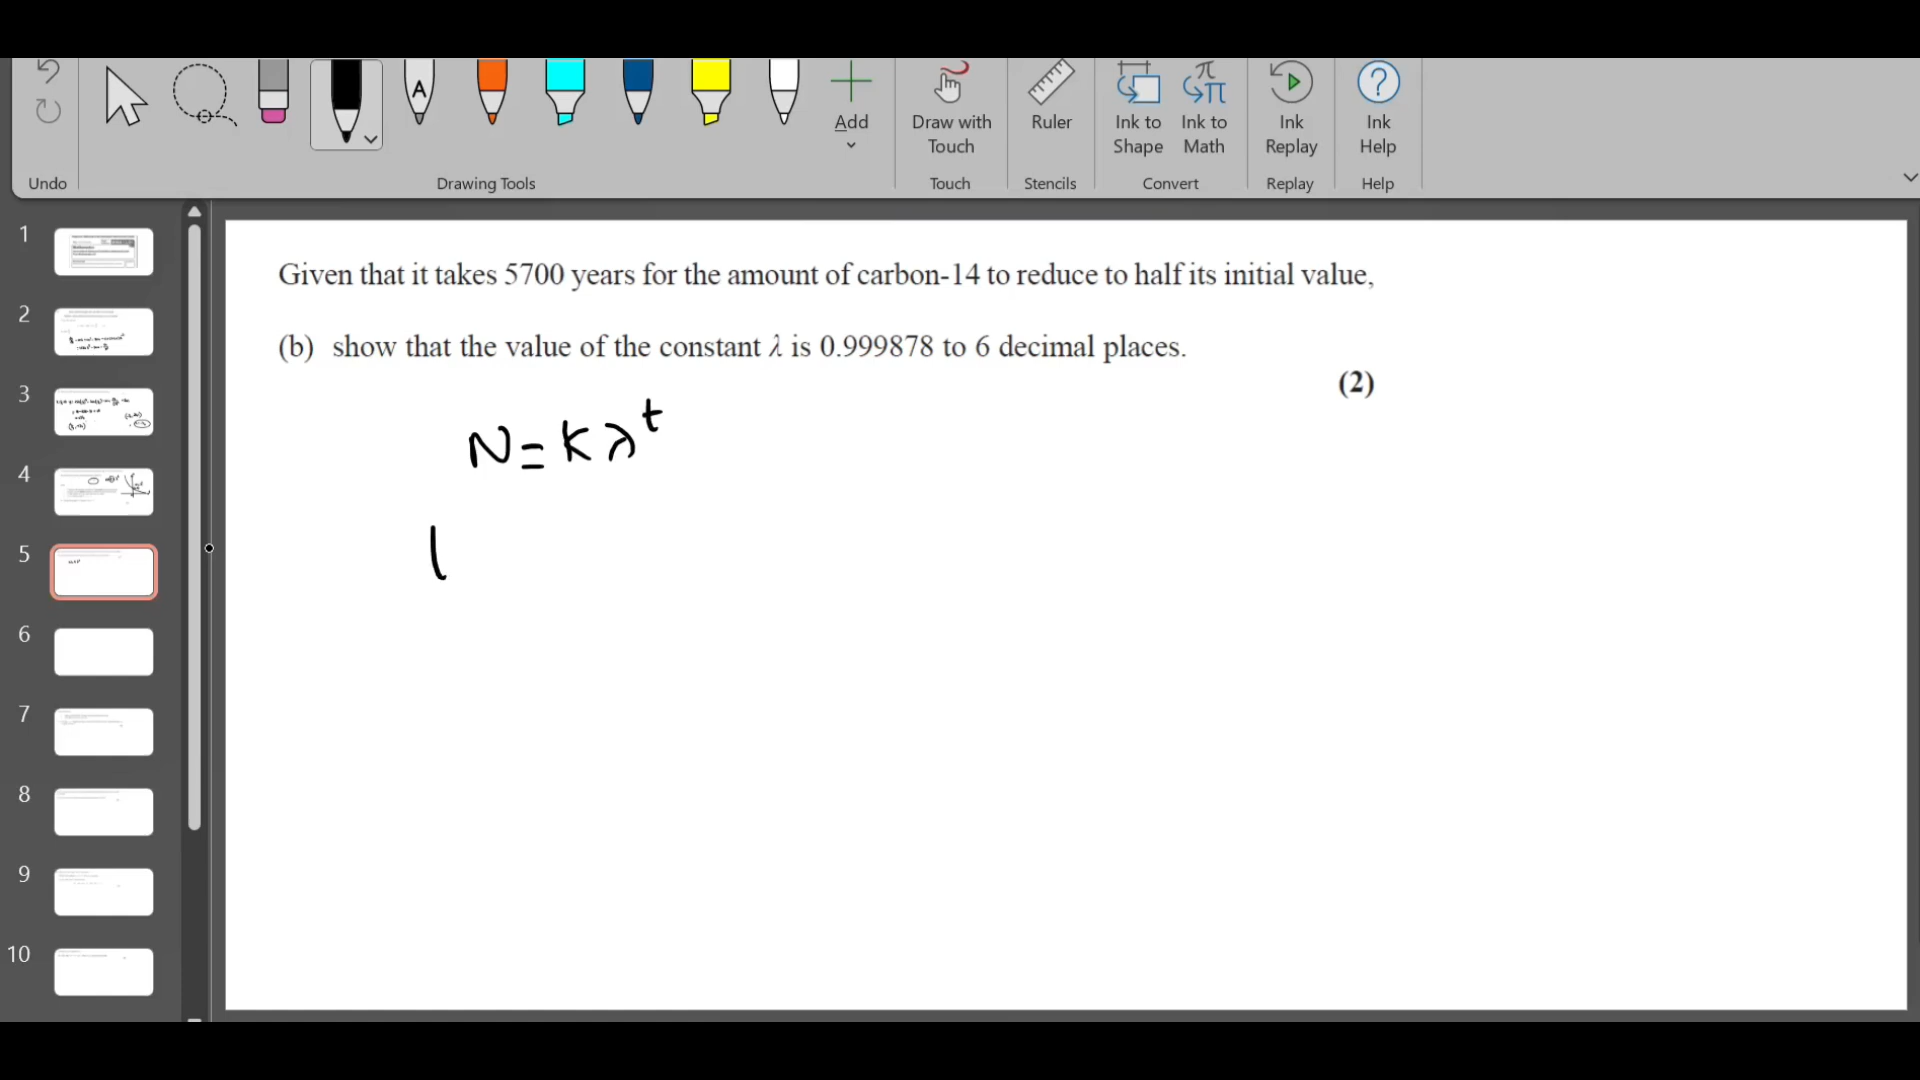 Add
Draw with
Touch
Ruler
Ink to
Shape
Ink to
Math
Ink
Replay
Ink
Help
Undo
Drawing Tools
Touch
Stencils
Convert
Replay
Help
1
2
3
4
5
6
7
8
9
10
Given that it takes 5700 years for the amount of carbon-14 to reduce to half its initial value,
(b) show that the value of the constant λ is 0.999878 to 6 decimal places.
(2)
N = K λ^t